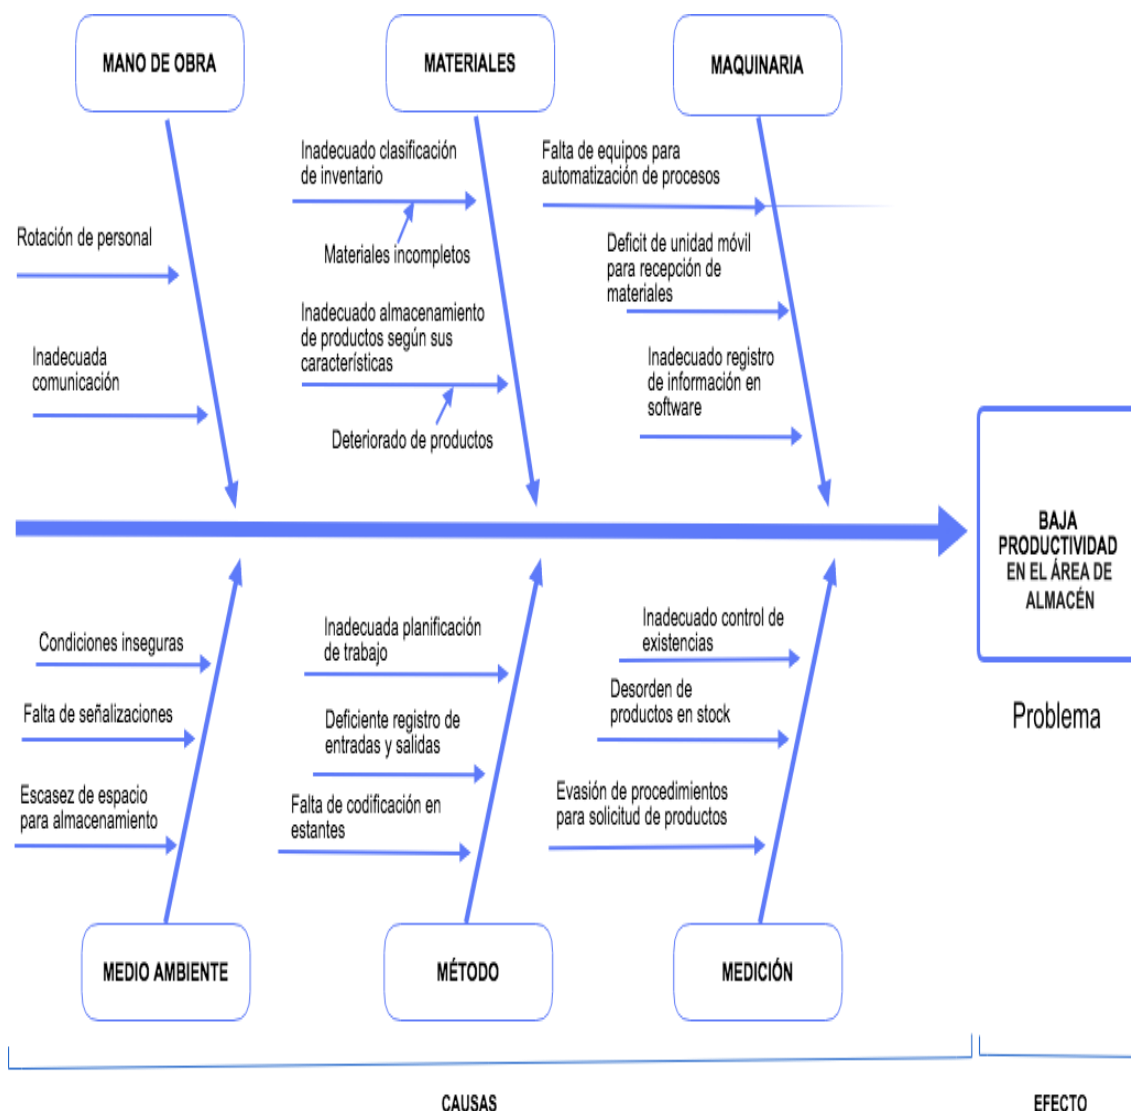 MANO DE OBRA
MATERIALES
MAQUINARIA
Rotación de personal
Inadecuada
comunicación
Inadecuado clasificación
de inventario
Materiales incompletos
Inadecuado almacenamiento
de productos según sus
características
Deteriorado de productos
Falta de equipos para
automatización de procesos
Deficit de unidad móvil
para recepción de
materiales
Inadecuado registro
de información en
software
BAJA
PRODUCTIVIDAD
EN EL ÁREA DE
ALMACÉN
Problema
Condiciones inseguras
Falta de señalizaciones
Escasez de espacio
para almacenamiento
Inadecuada planificación
de trabajo
Deficiente registro de
entradas y salidas
Falta de codificación en
estantes
Inadecuado control de
existencias
Desorden de
productos en stock
Evasión de procedimientos
para solicitud de productos
MEDIO AMBIENTE
MÉTODO
MEDICIÓN
CAUSAS
EFECTO